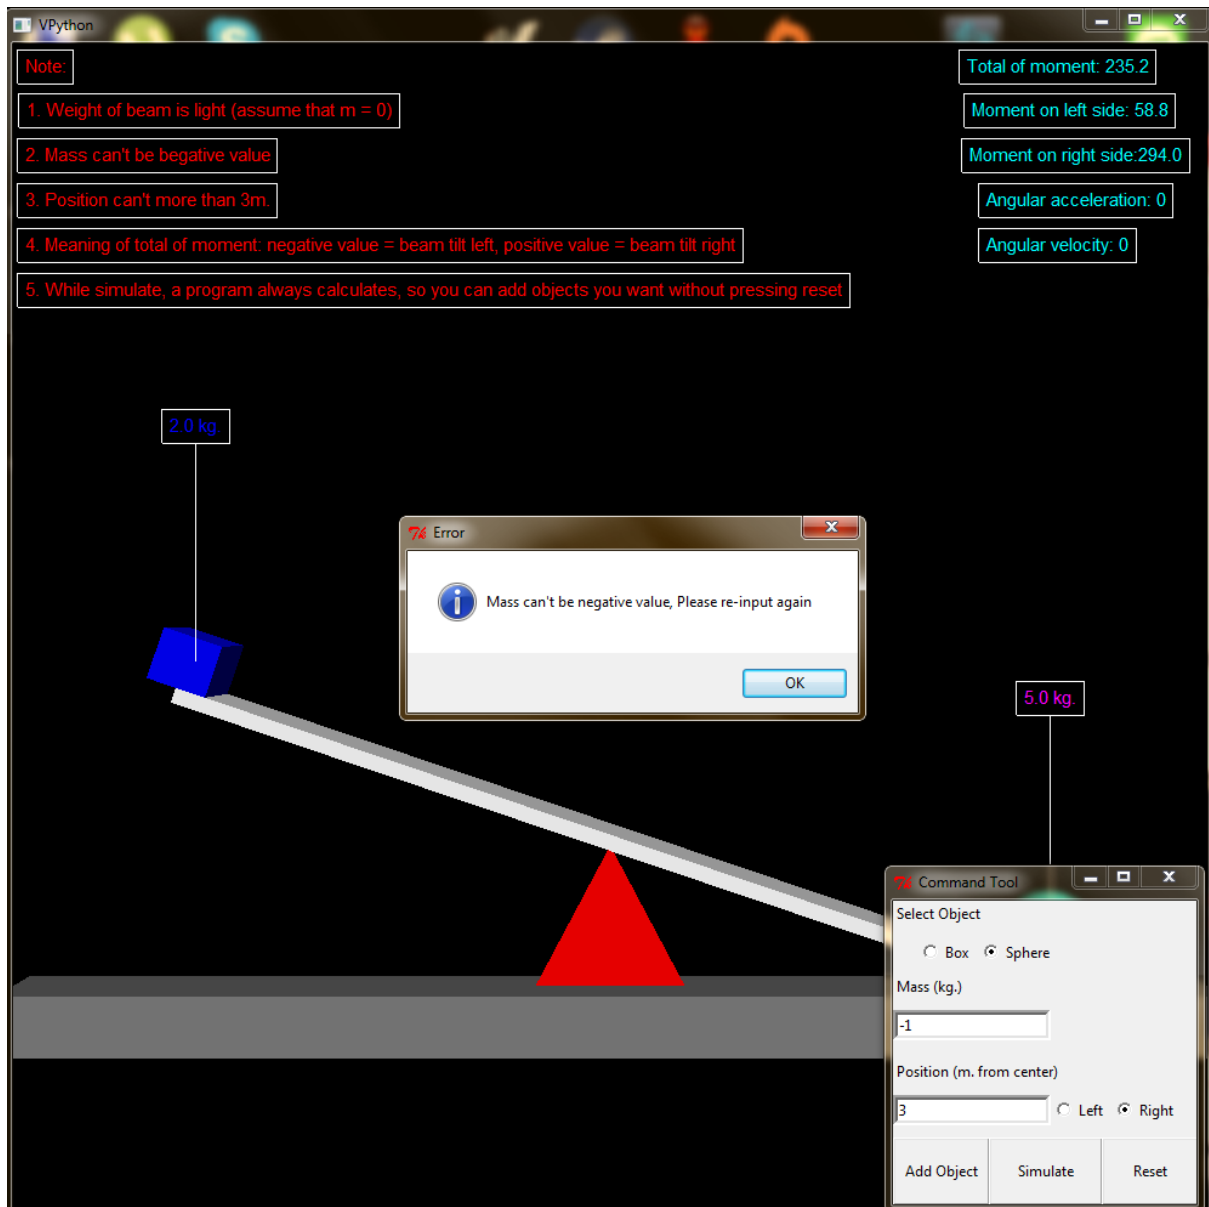 VPython
Note:
1. Weight of beam is light (assume that m = 0)
2. Mass can't be begative value
3. Position can't more than 3m.
4. Meaning of total of moment: negative value = beam tilt left, positive value = beam tilt right
5. While simulate, a program always calculates, so you can add objects you want without pressing reset
Total of moment: 235.2
Moment on left side: 58.8
Moment on right side:294.0
Angular acceleration: 0
Angular velocity: 0
2.0 kg.
Error
Mass can't be negative value, Please re-input again
OK
5.0 kg.
Command Tool
Select Object
Box Sphere
Mass (kg.)
-1
Position (m. from center)
3 Left Right
Add Object Simulate Reset